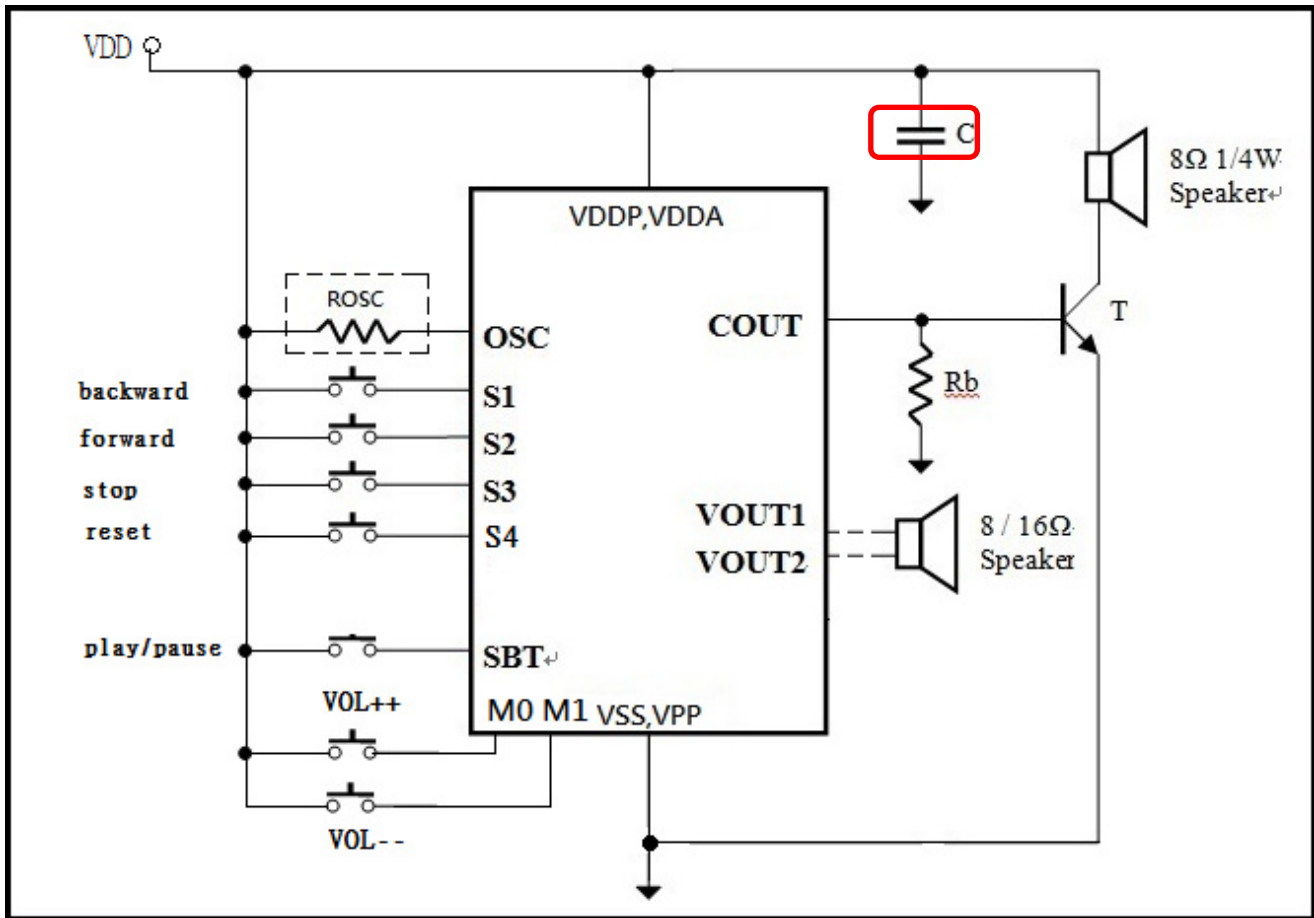 VDD
C
8Ω 1/4W
Speaker↵
VDDP,VDDA
ROSC
OSC
COUT
T
backward
S1
Rb
forward
S2
stop
S3
reset
S4
VOUT1
VOUT2
8 / 16Ω
Speaker
play/pause
SBT↵
VOL++
M0 M1 VSS,VPP
VOL--